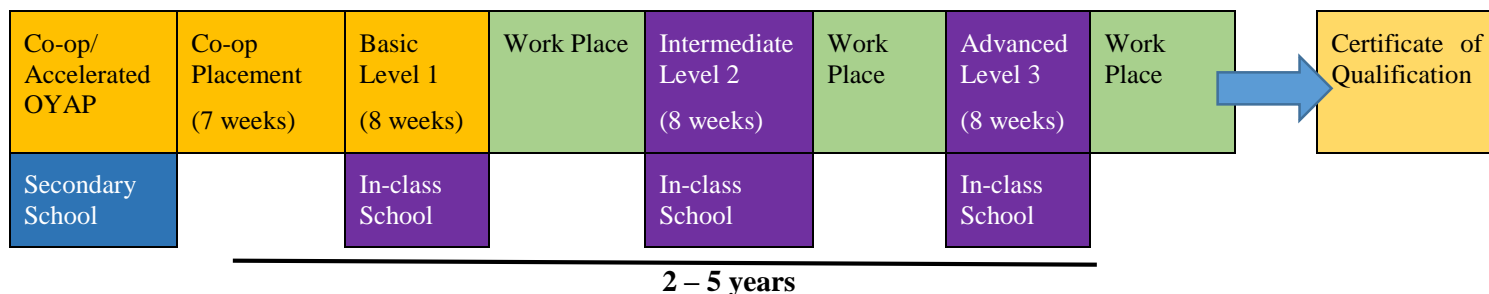 Co-op/
Accelerated
OYAP
Co-op
Placement
(7 weeks)
Basic
Level 1
(8 weeks)
Work Place
Intermediate
Level 2
(8 weeks)
Work
Place
Advanced
Level 3
(8 weeks)
Work
Place
Certificate of
Qualification
Secondary
School
In-class
School
In-class
School
In-class
School
2 – 5 years